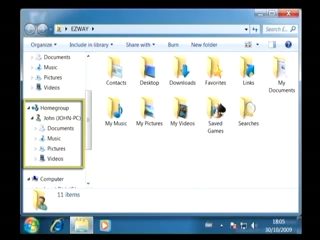 EZWAY
Search E...
Organize
Include in library
Share with
Burn
New folder
Documents
Music
Pictures
Videos
Homegroup
John (JOHN-PC)
Documents
Music
Pictures
Videos
Computer
Contacts
Desktop
Downloads
Favorites
Links
My Documents
My Music
My Pictures
My Videos
Saved Games
Searches
11 items
18:05
30/10/2009